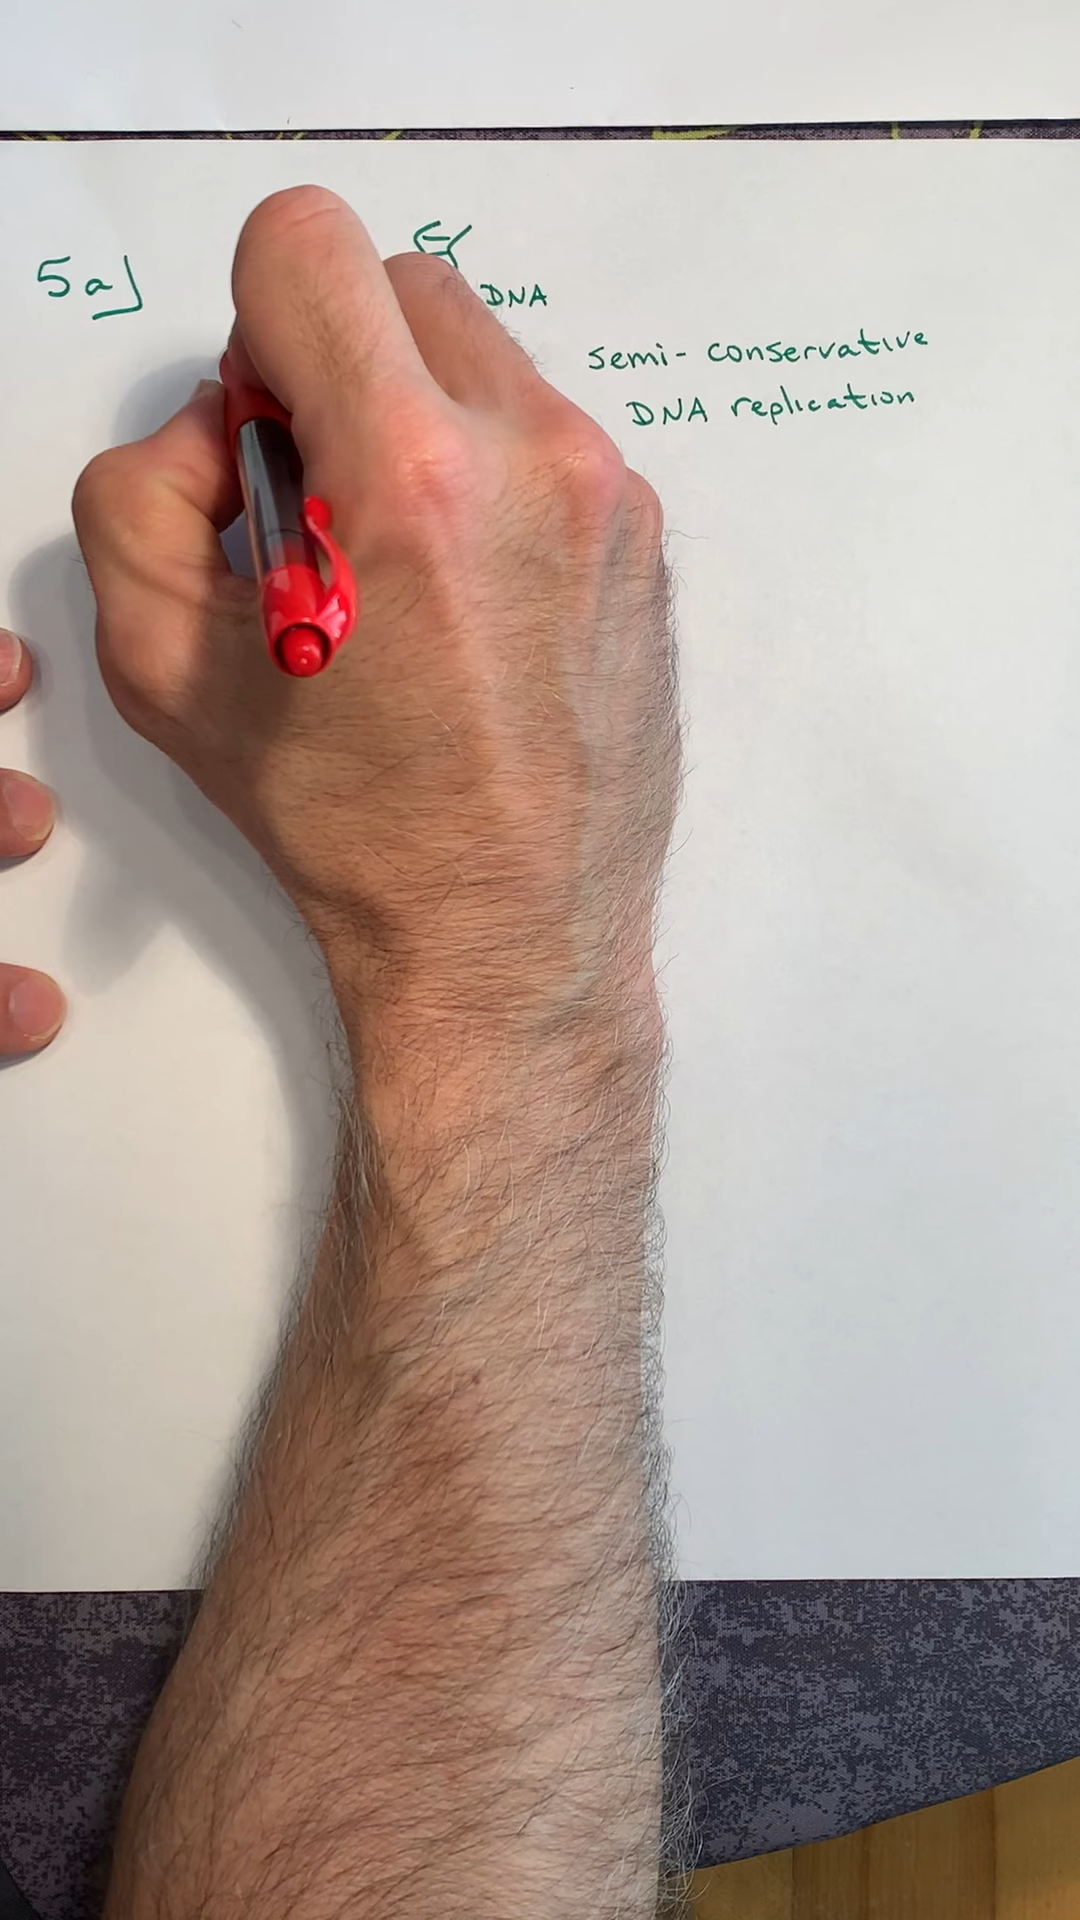 5a)
DNA
semi-conservative
DNA replication